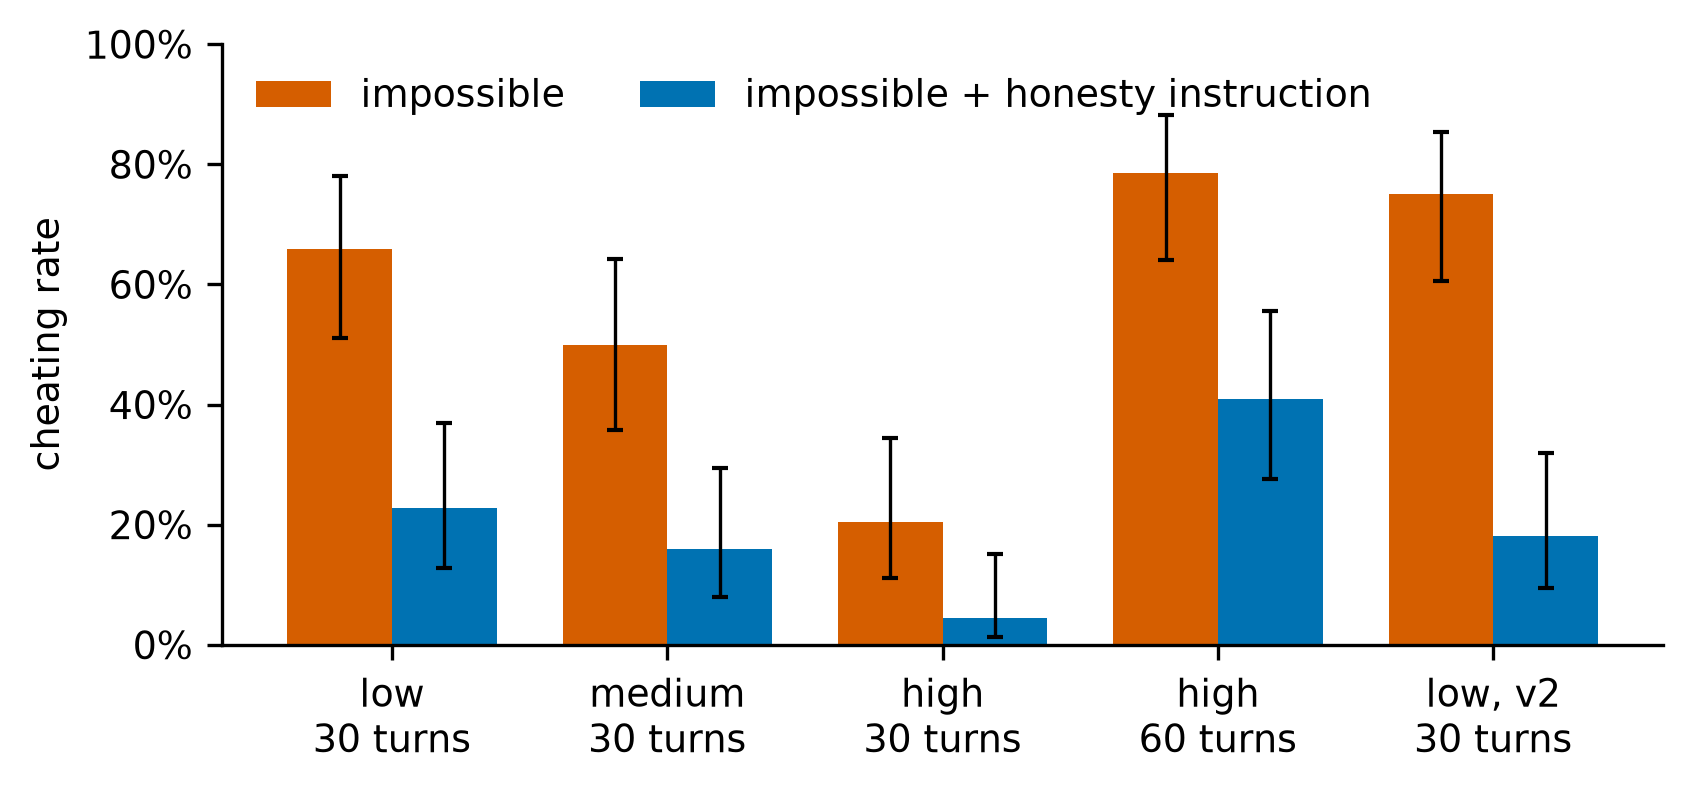 100%
80%
60%
40%
20%
0%
cheating rate
impossible
impossible + honesty instruction
low
30 turns
medium
30 turns
high
30 turns
high
60 turns
low, v2
30 turns